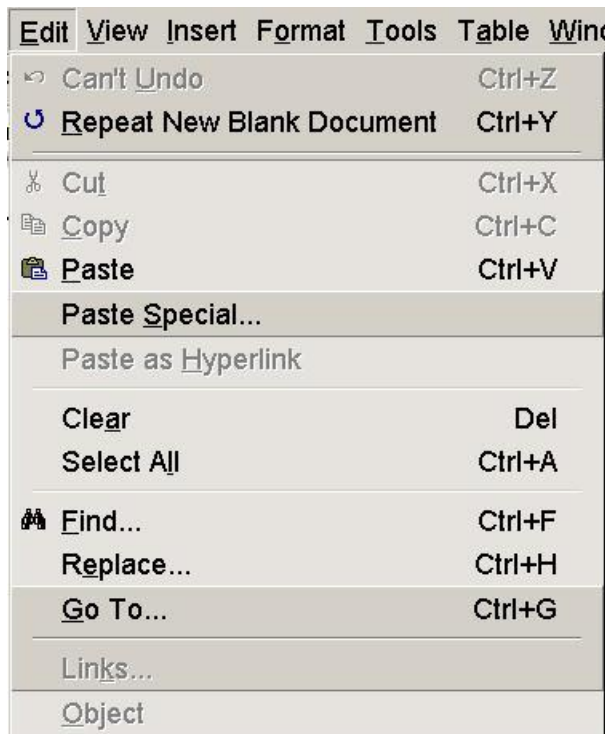 Edit View Insert Format Tools Table
Can't Undo Ctrl+Z
Repeat New Blank Document Ctrl+Y
Cut Ctrl+X
Copy Ctrl+C
Paste Ctrl+V
Paste Special...
Paste as Hyperlink
Clear Del
Select All Ctrl+A
Find... Ctrl+F
Replace... Ctrl+H
Go To... Ctrl+G
Links...
Object